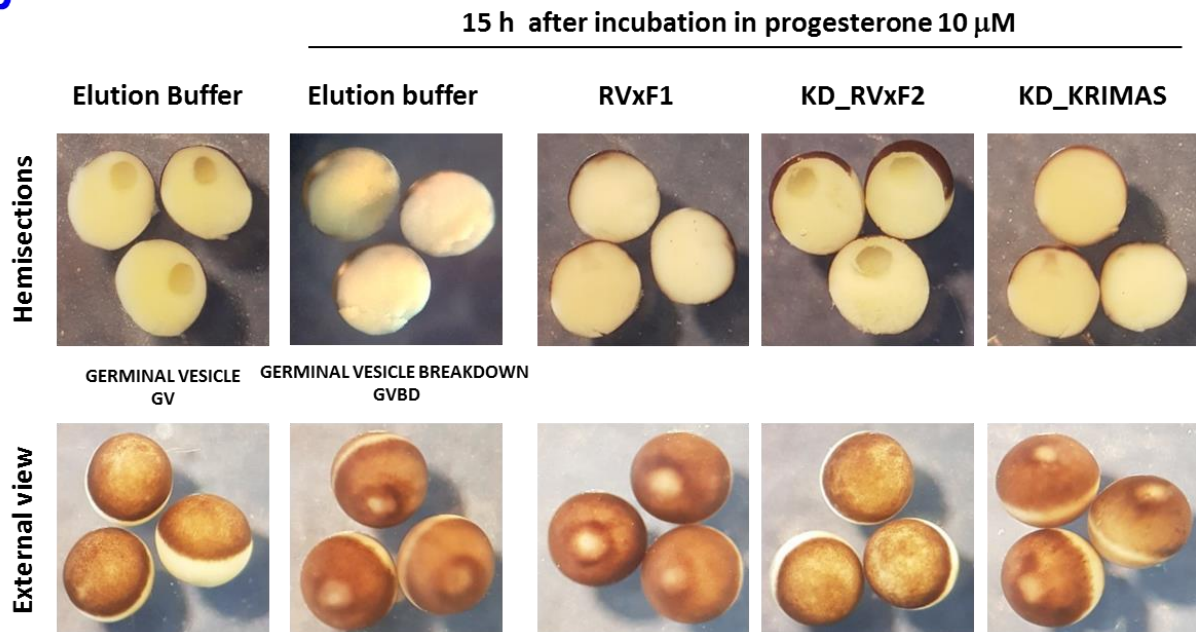 15 h after incubation in progesterone 10 μM
Elution Buffer
Elution buffer
RVxF1
KD_RVxF2
KD_KRIMAS
Hemisections
GERMINAL VESICLE
GV
GERMINAL VESICLE BREAKDOWN
GVBD
External view